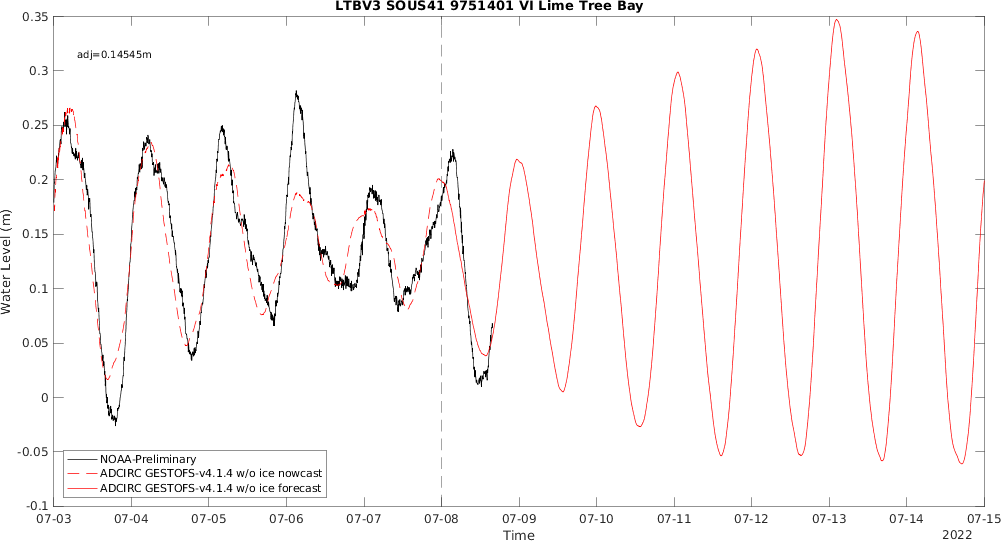 LTBV3 SOUS41 9751401 VI Lime Tree Bay
adj=0.14545m
Water Level (m)
0.35
0.3
0.25
0.2
0.15
0.1
0.05
0
-0.05
-0.1
NOAA-Preliminary
ADCIRC GESTOFS-v4.1.4 w/o ice nowcast
ADCIRC GESTOFS-v4.1.4 w/o ice forecast
07-03 07-04 07-05 07-06 07-07 07-08 07-09 07-10 07-11 07-12 07-13 07-14 07-15
Time
2022